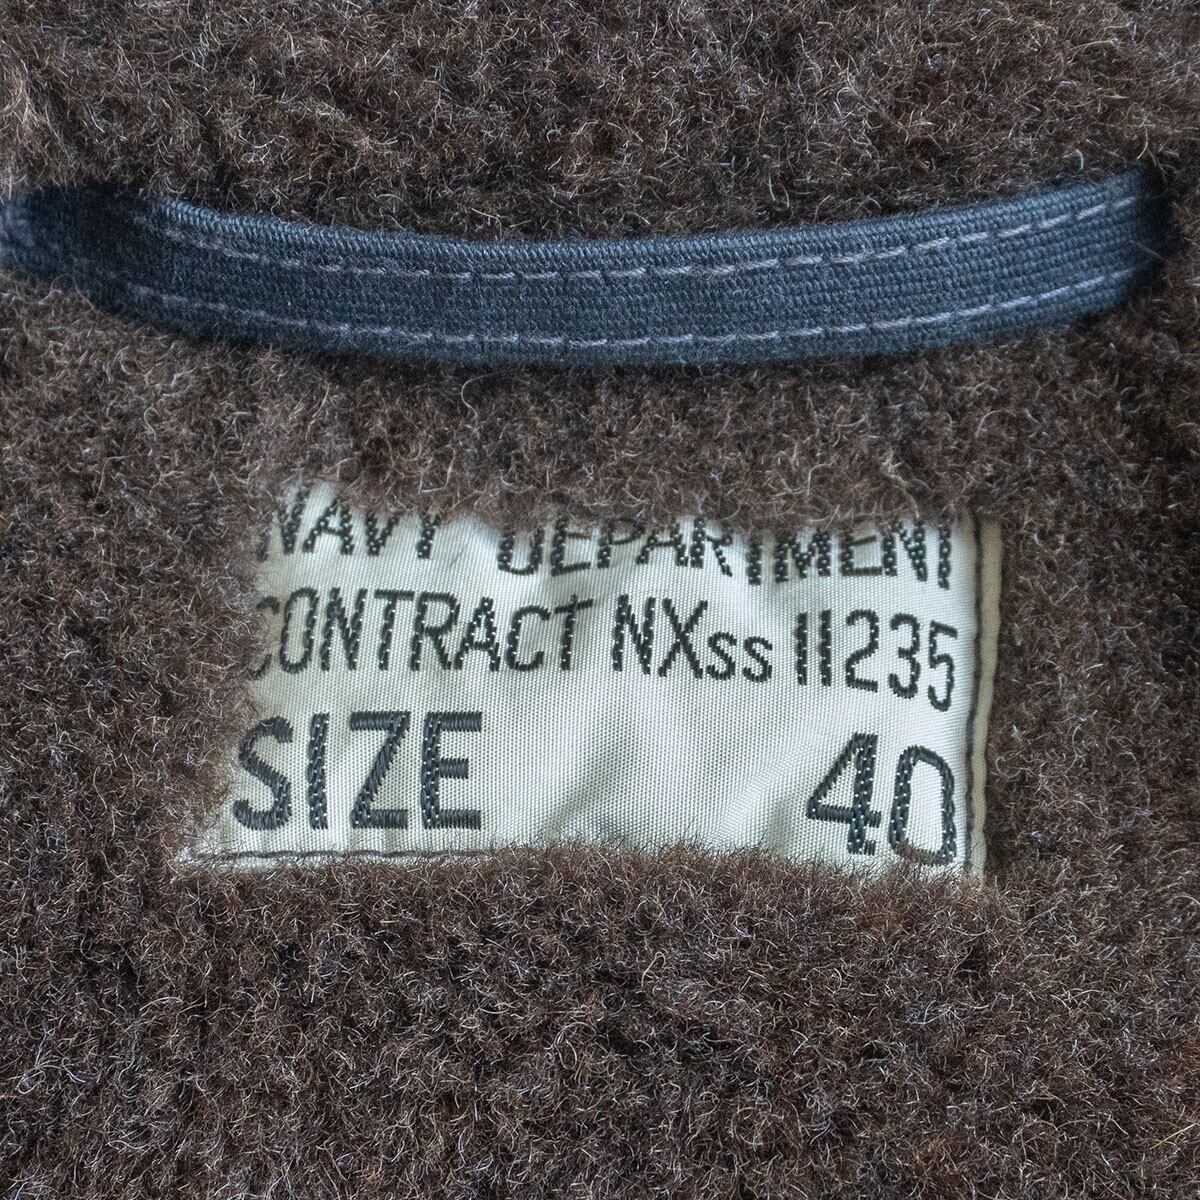 NAVY DEPARTMENT
CONTRACT NXss 11235
SIZE 40